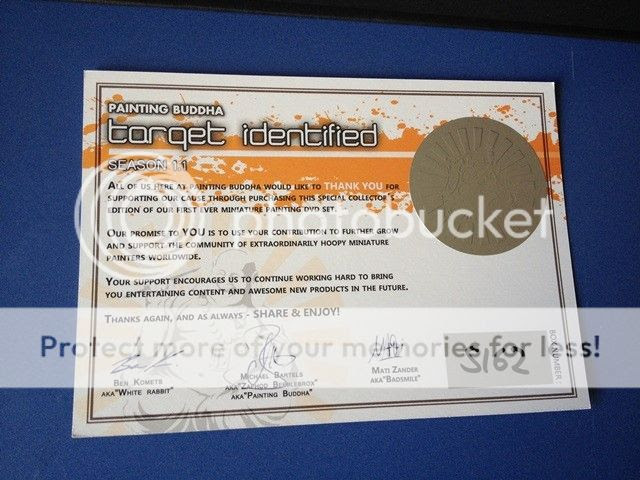 PAINTING BUDDHA
target identified
SEASON 1.1
ALL OF US HERE AT PAINTING BUDDHA WOULD LIKE TO THANK YOU FOR
SUPPORTING OUR CAUSE THROUGH PURCHASING THIS SPECIAL COLLECTOR'S
EDITION OF OUR FIRST EVER MINIATURE PAINTING DVD SET.
OUR PROMISE TO YOU IS TO USE YOUR CONTRIBUTION TO FURTHER GROW
AND SUPPORT THE COMMUNITY OF EXTRAORDINARILY HOOPY MINIATURE
PAINTERS WORLDWIDE.
YOUR SUPPORT ENCOURAGES US TO CONTINUE WORKING HARD TO BRING
YOU ENTERTAINING CONTENT AND AWESOME NEW PRODUCTS IN THE FUTURE.
THANKS AGAIN, AND AS ALWAYS - SHARE & ENJOY!
photobucket
Protect more of your memories for less!
BEN KOMETS
AKA"WHITE RABBIT"
MICHAEL BARTELS
AKA"ZAPHOD BEEBLEBROX"
AKA"PAINTING BUDDHA"
MATI ZANDER
AKA"BADSMILE"
BOX NUMBER